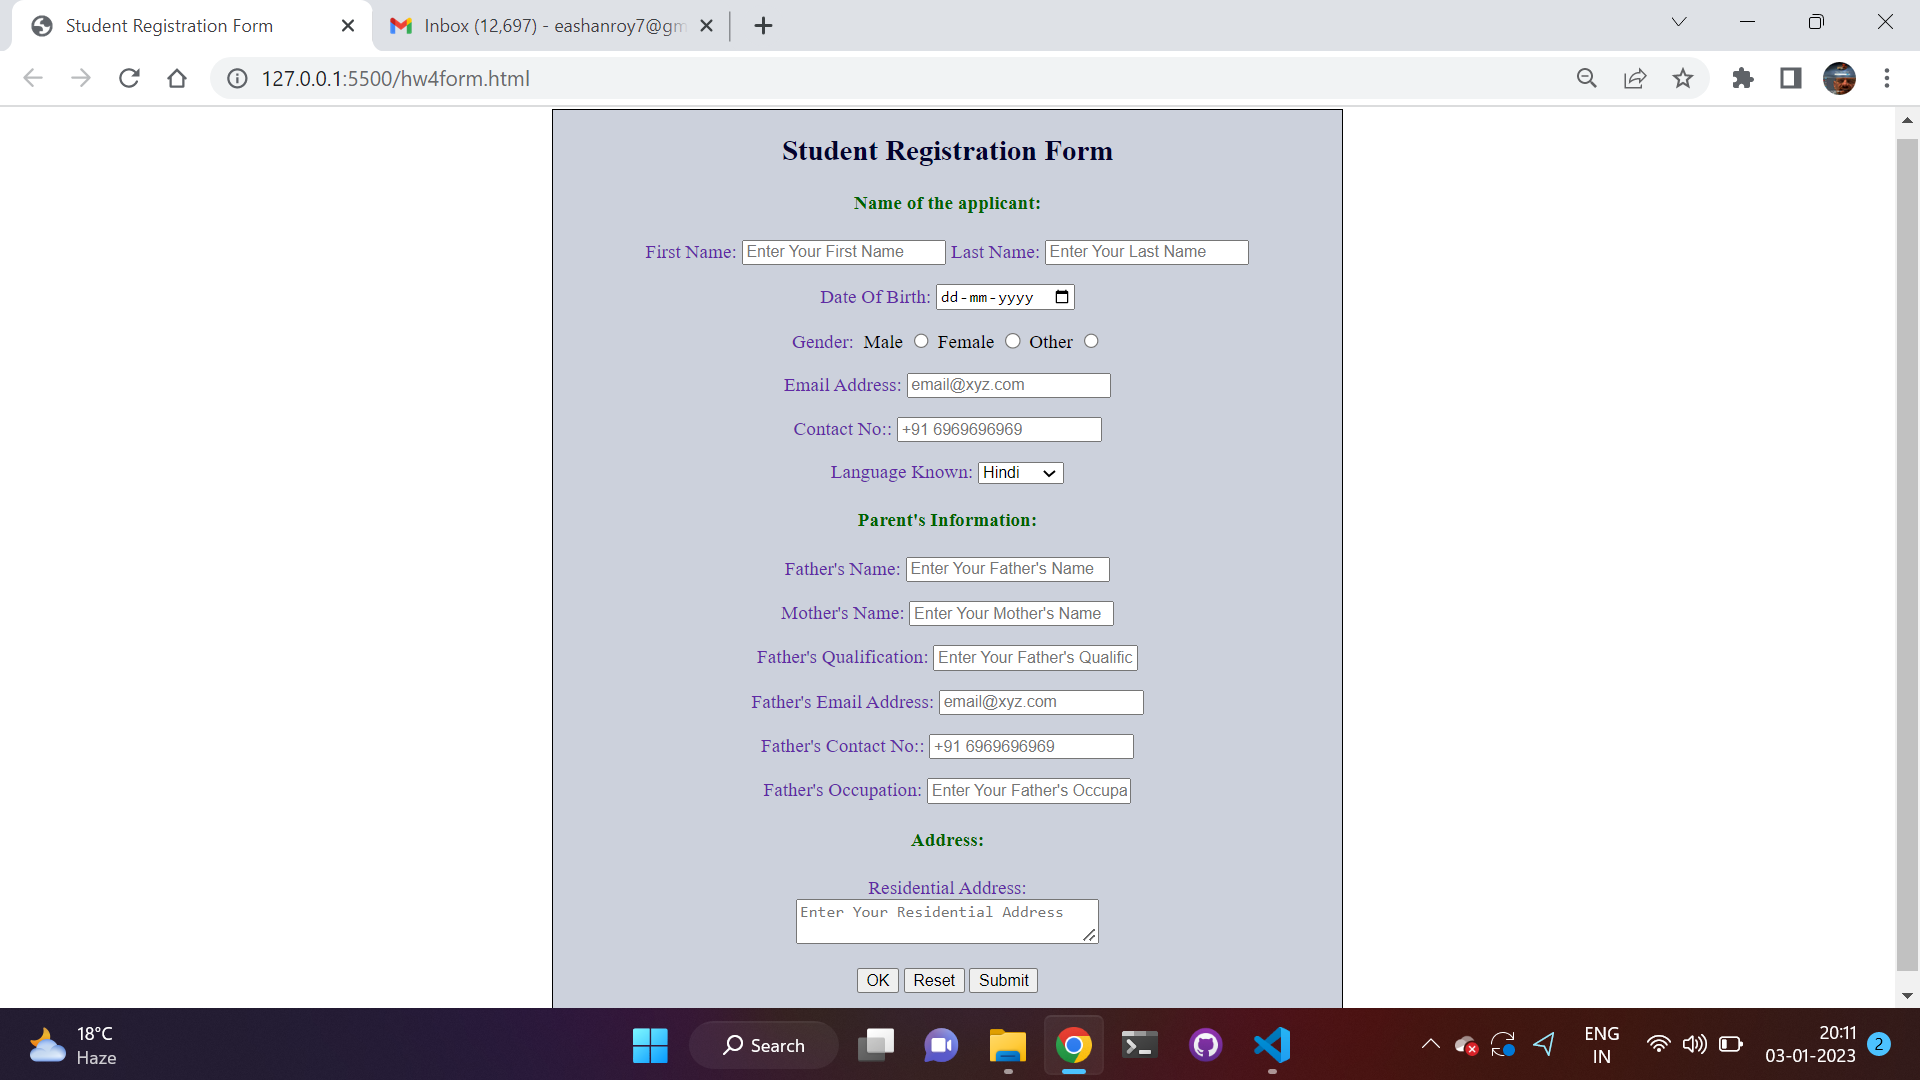 Student Registration Form
Inbox (12,697) - eashanroy7@gm
127.0.0.1:5500/hw4form.html
Student Registration Form
Name of the applicant:
First Name: Enter Your First Name Last Name: Enter Your Last Name
Date Of Birth: dd-mm-yyyy
Gender: Male Female Other
Email Address: email@xyz.com
Contact No:: +91 6969696969
Language Known: Hindi
Parent's Information:
Father's Name: Enter Your Father's Name
Mother's Name: Enter Your Mother's Name
Father's Qualification: Enter Your Father's Qualific
Father's Email Address: email@xyz.com
Father's Contact No:: +91 6969696969
Father's Occupation: Enter Your Father's Occupa
Address:
Residential Address:
Enter Your Residential Address
OK Reset Submit
18°C
Haze
Search
ENG
IN
20:11
03-01-2023
2